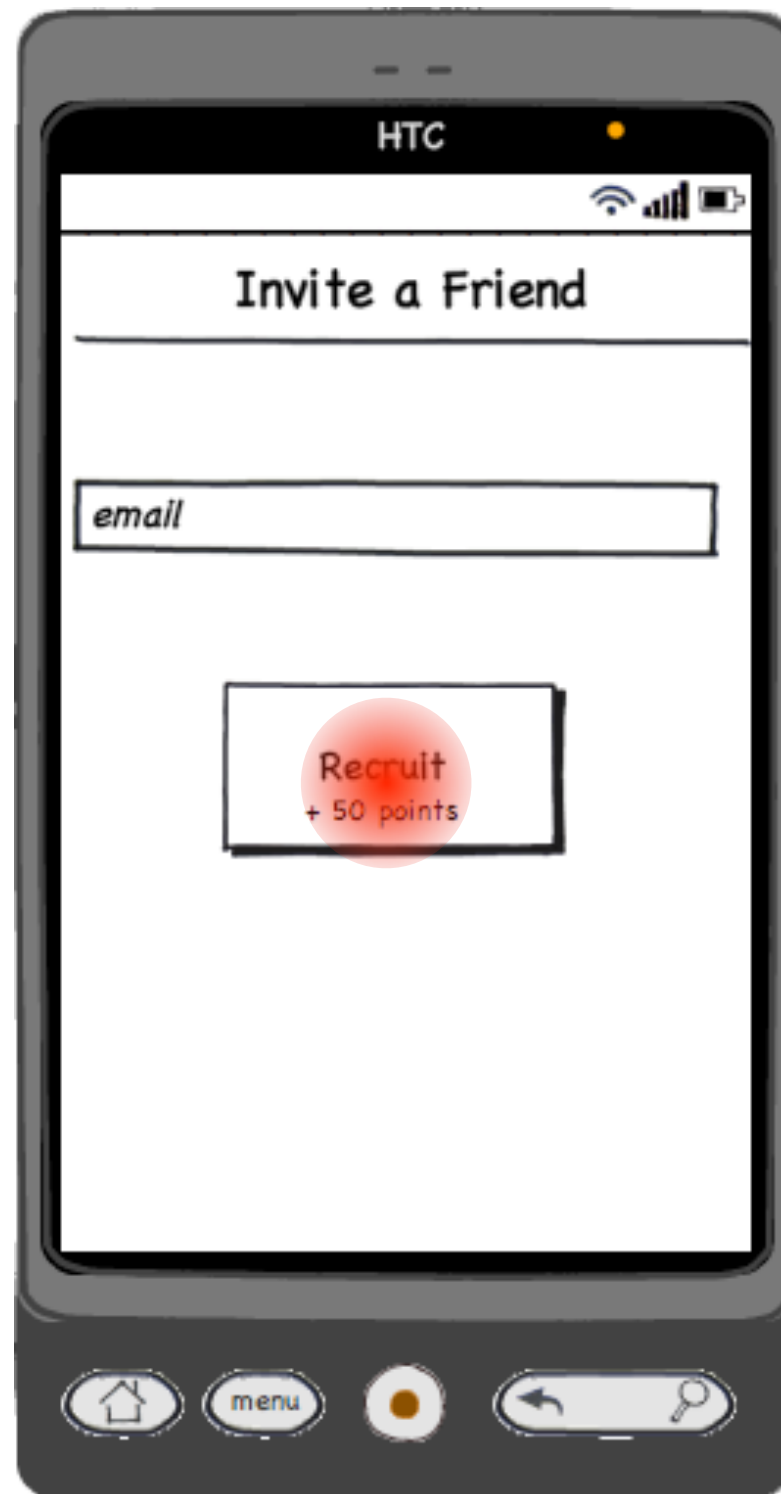 HTC
Invite a Friend
email
Recruit
+ 50 points
menu